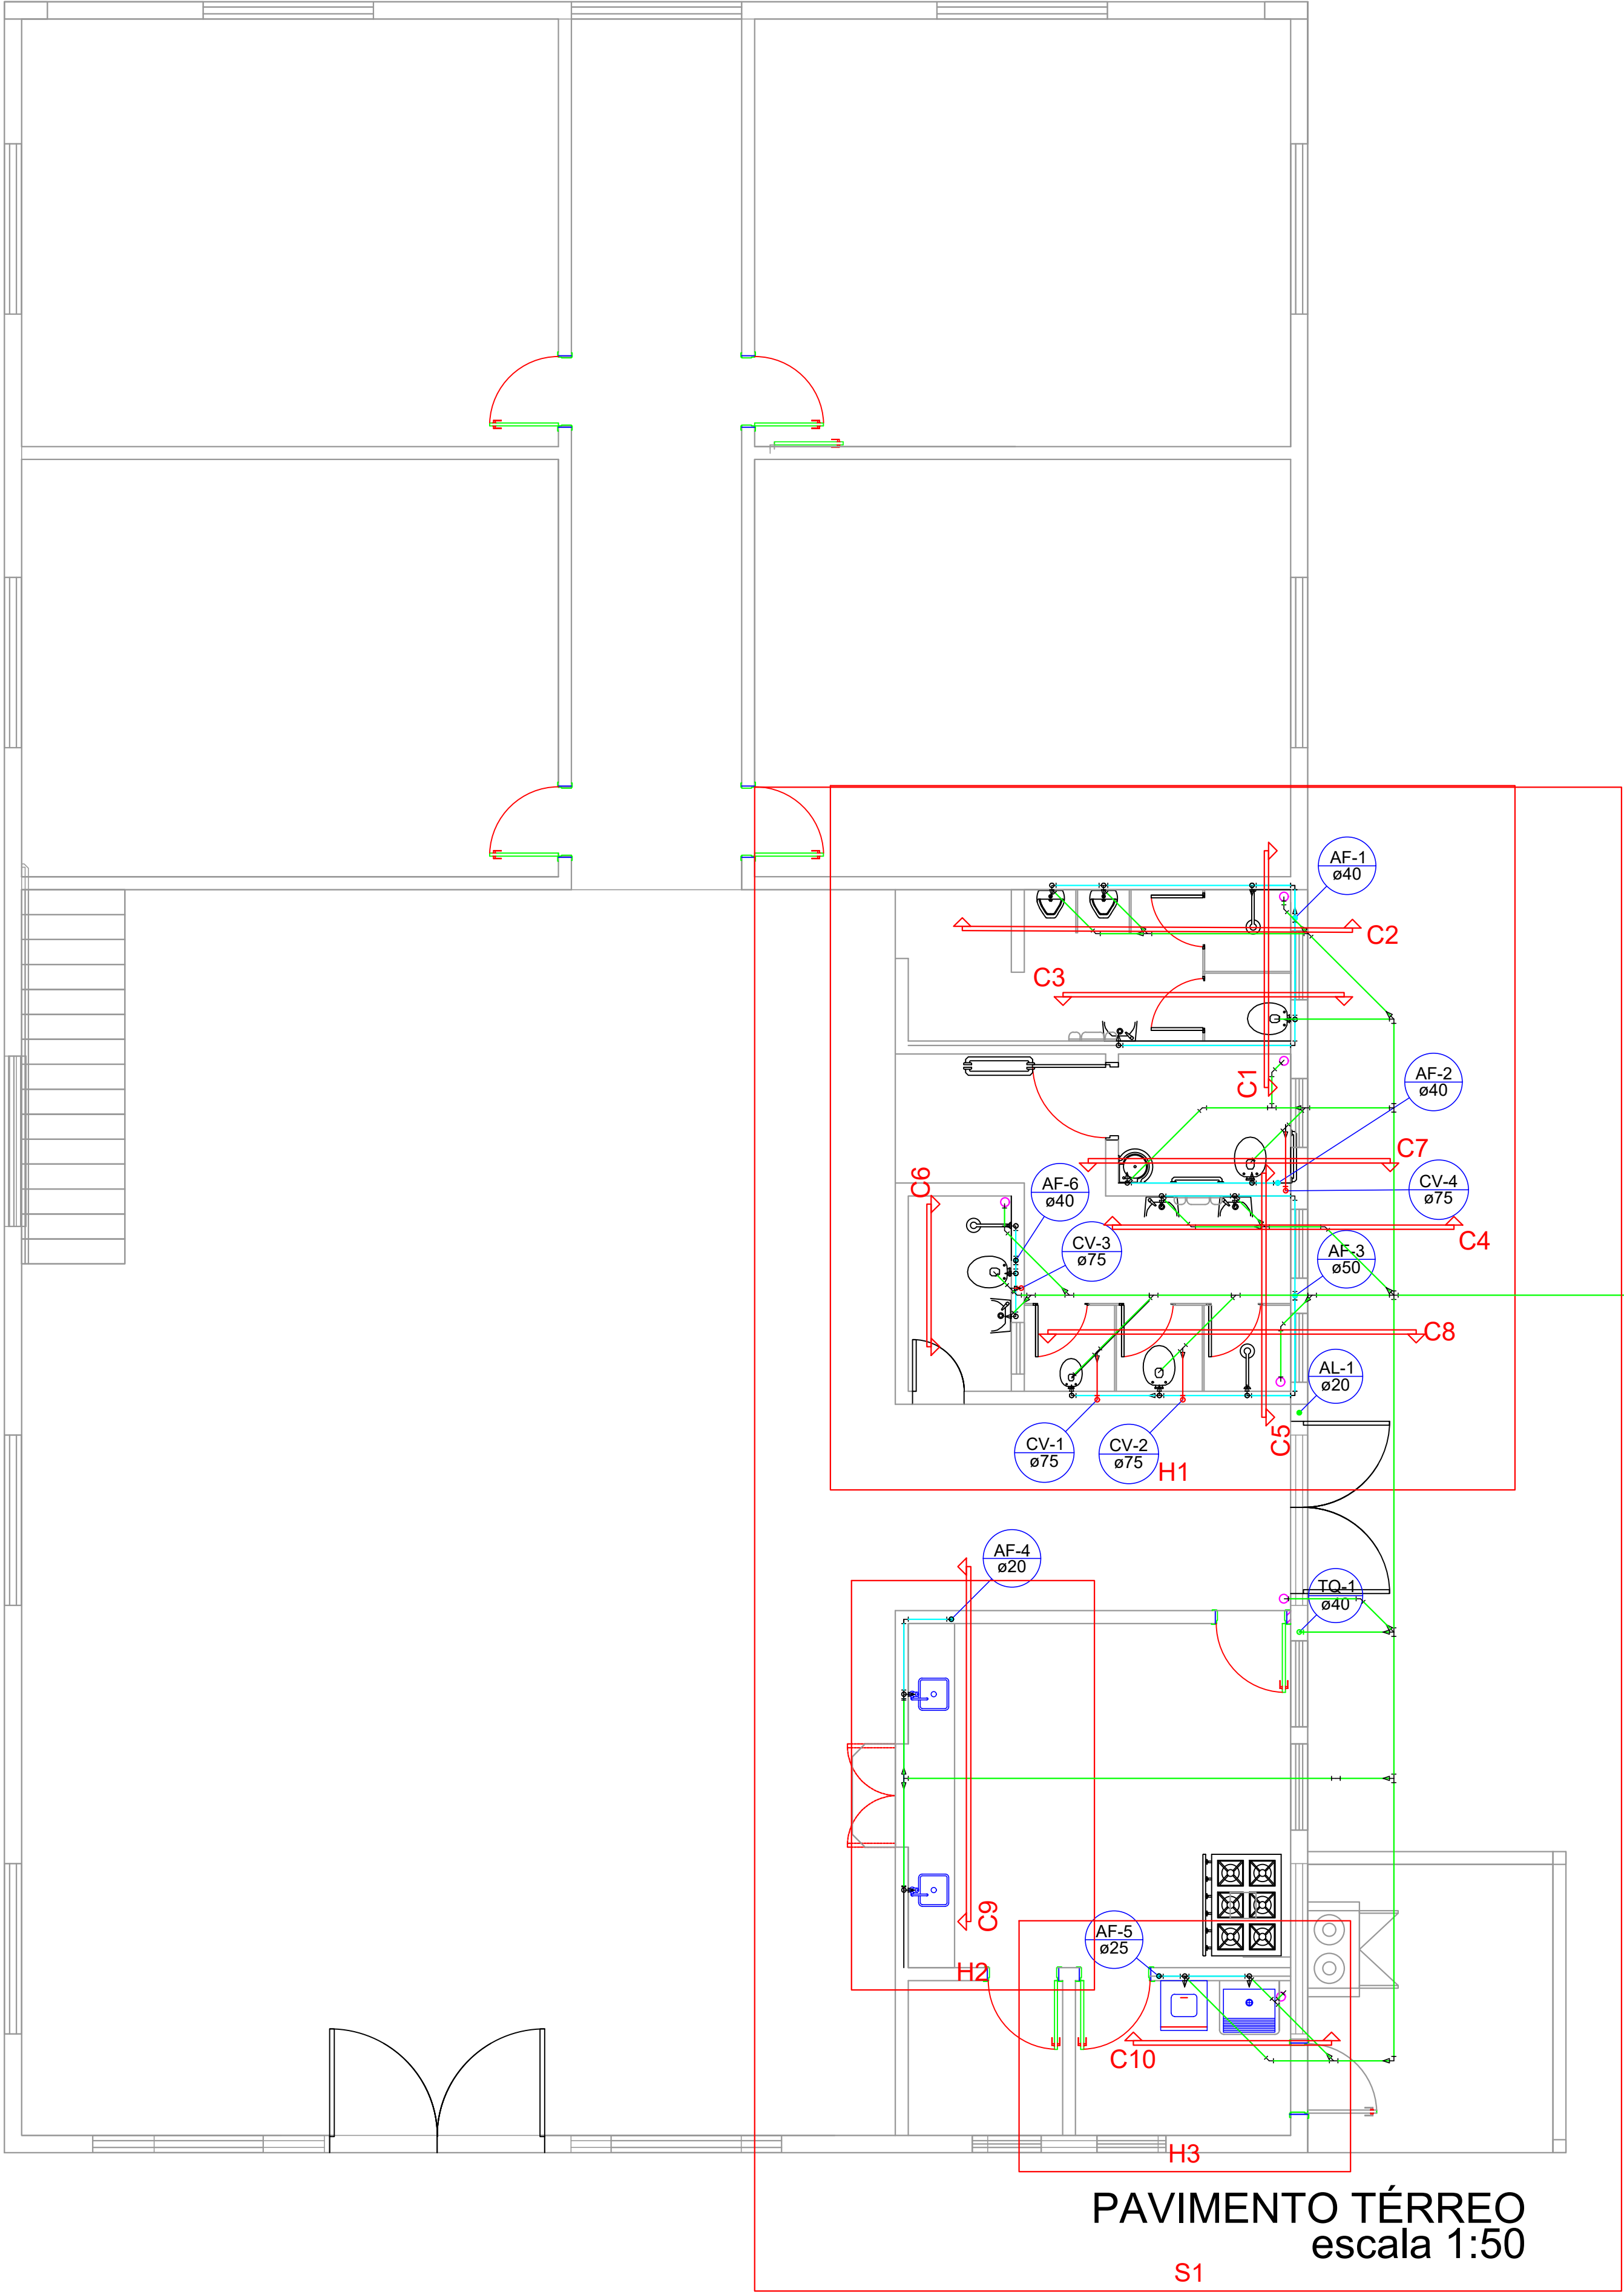 AF-1
ø40
C2
C3
C1
AF-2
ø40
C7
C6
AF-6
ø40
CV-4
ø75
CV-3
ø75
C4
AF-3
ø50
C8
AL-1
ø20
C5
CV-1
ø75
CV-2
ø75
H1
AF-4
ø20
TQ-1
ø40
C9
AF-5
ø25
H2
C10
H3
PAVIMENTO TÉRREO
escala 1:50
S1